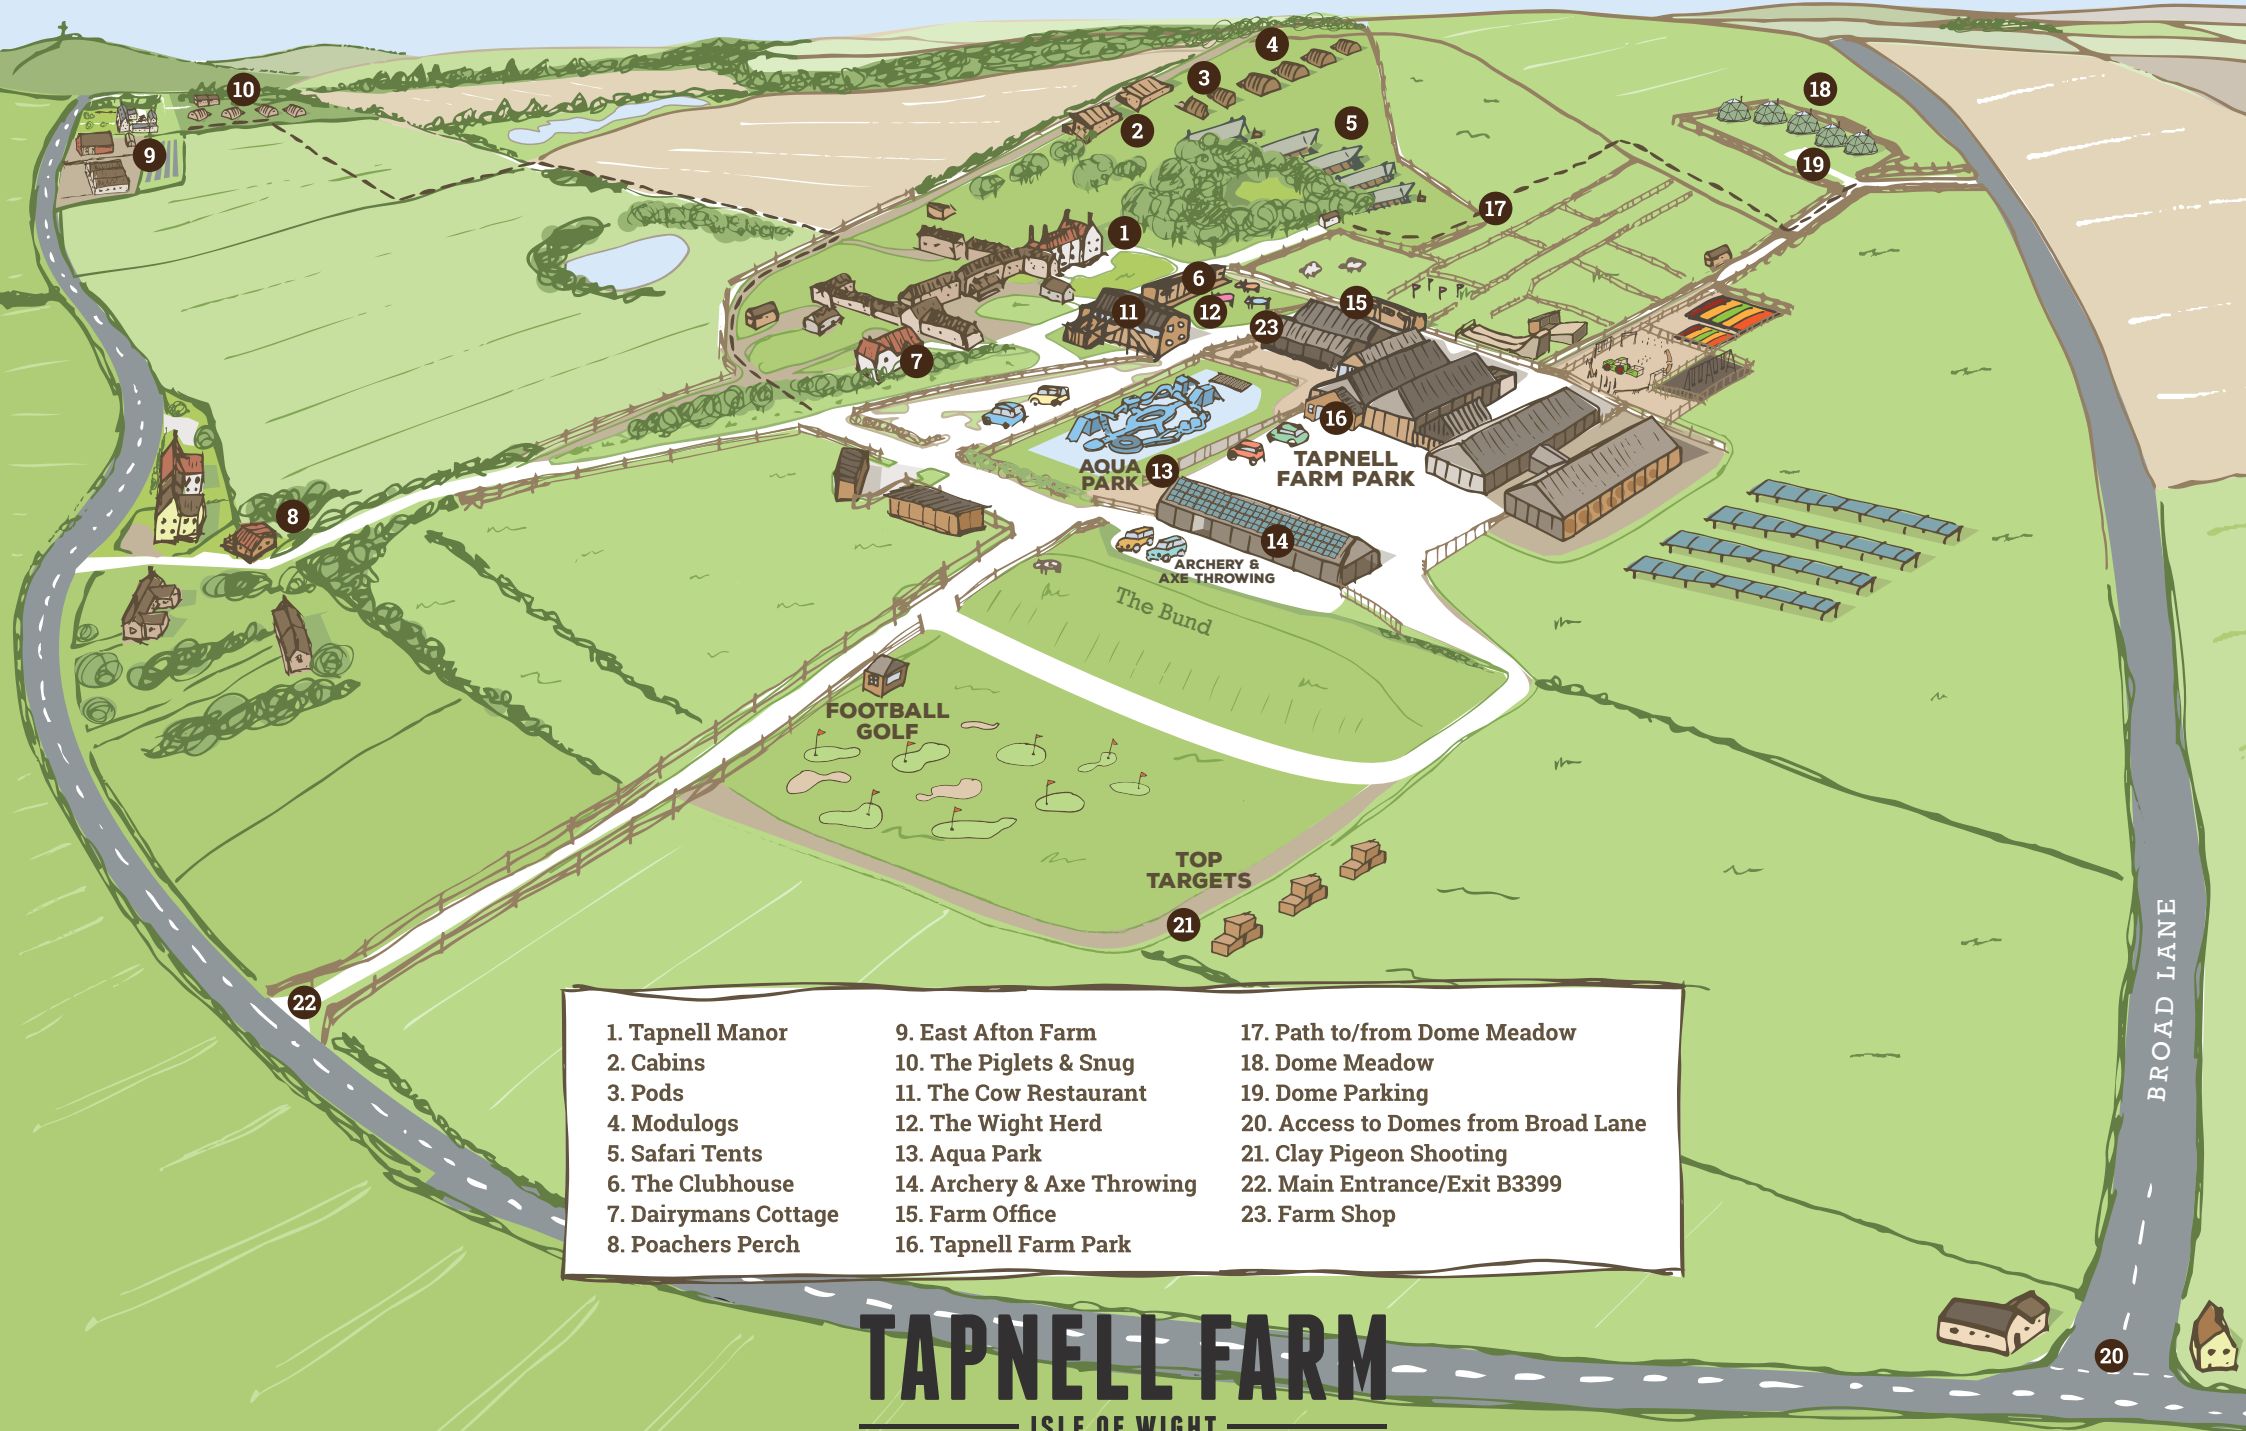 10
4
3
18
5
2
9
19
17
1
6
15
11
12
23
7
16
AQUA
PARK
13
TAPNELL
FARM PARK
8
14
ARCHERY &
AXE THROWING
The Bund
FOOTBALL
GOLF
TOP
TARGETS
21
22
BROAD LANE
1. Tapnell Manor
2. Cabins
3. Pods
4. Modulogs
5. Safari Tents
6. The Clubhouse
7. Dairymans Cottage
8. Poachers Perch
9. East Afton Farm
10. The Piglets & Snug
11. The Cow Restaurant
12. The Wight Herd
13. Aqua Park
14. Archery & Axe Throwing
15. Farm Office
16. Tapnell Farm Park
17. Path to/from Dome Meadow
18. Dome Meadow
19. Dome Parking
20. Access to Domes from Broad Lane
21. Clay Pigeon Shooting
22. Main Entrance/Exit B3399
23. Farm Shop
20
TAPNELL FARM
ISLE OF WIGHT